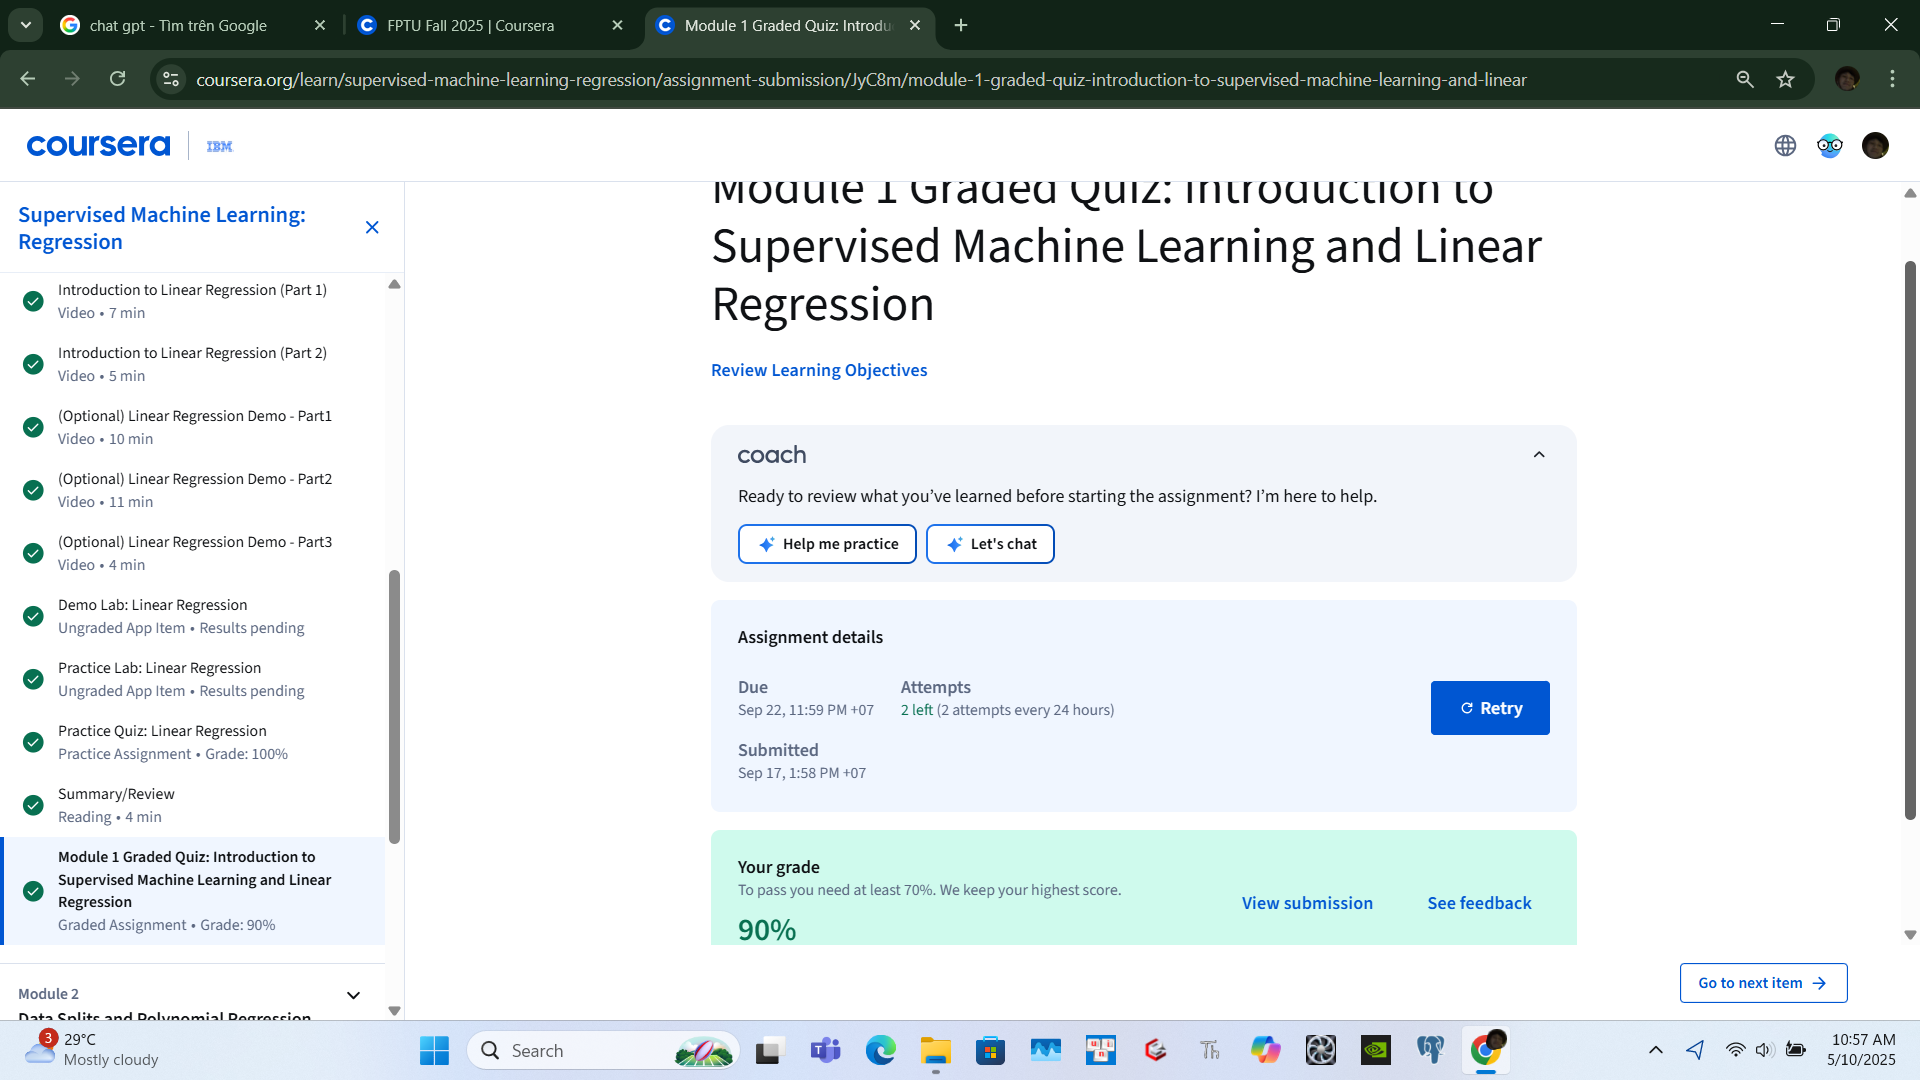 chat gpt - Tìm trên Google
FPTU Fall 2025 | Coursera
Module 1 Graded Quiz: Introdu
coursera.org/learn/supervised-machine-learning-regression/assignment-submission/JyC8m/module-1-graded-quiz-introduction-to-supervised-machine-learning-and-linear
coursera
IBM
Supervised Machine Learning:
Regression
Introduction to Linear Regression (Part 1)
Video • 7 min
Introduction to Linear Regression (Part 2)
Video • 5 min
(Optional) Linear Regression Demo - Part1
Video • 10 min
(Optional) Linear Regression Demo - Part2
Video • 11 min
(Optional) Linear Regression Demo - Part3
Video • 4 min
Demo Lab: Linear Regression
Ungraded App Item • Results pending
Practice Lab: Linear Regression
Ungraded App Item • Results pending
Practice Quiz: Linear Regression
Practice Assignment • Grade: 100%
Summary/Review
Reading • 4 min
Module 1 Graded Quiz: Introduction to
Supervised Machine Learning and Linear
Regression
Graded Assignment • Grade: 90%
Module 2
Data Splits and Polynomial Regression
Module 1 Graded Quiz: Introduction to
Supervised Machine Learning and Linear
Regression
Review Learning Objectives
coach
Ready to review what you’ve learned before starting the assignment? I’m here to help.
Help me practice
Let's chat
Assignment details
Due
Sep 22, 11:59 PM +07
Attempts
2 left (2 attempts every 24 hours)
Submitted
Sep 17, 1:58 PM +07
Retry
Your grade
To pass you need at least 70%. We keep your highest score.
90%
View submission
See feedback
Go to next item
3
29°C
Mostly cloudy
Search
Th
10:57 AM
5/10/2025